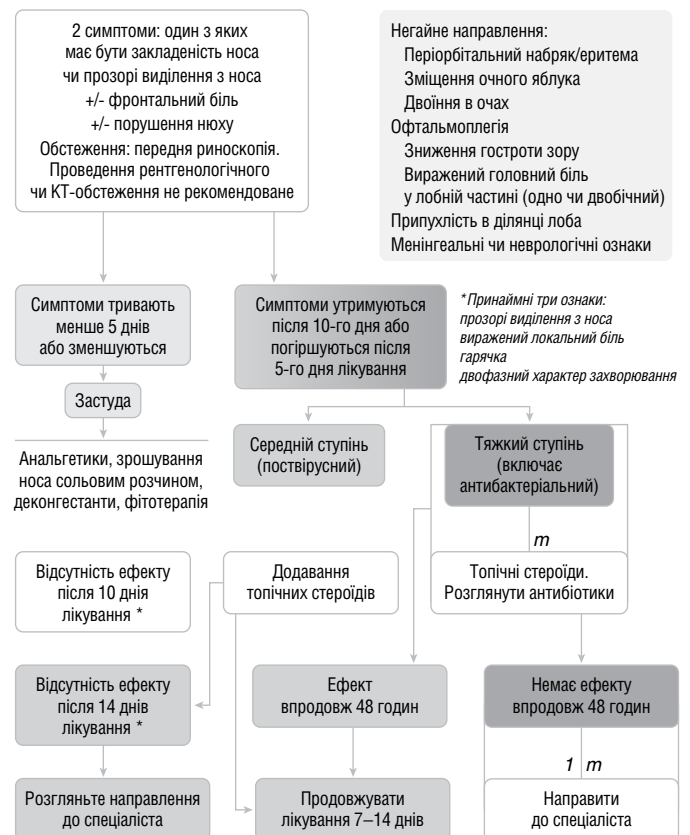 2 симптоми: один з яких
має бути закладеність носа
чи прозорі виділення з носа
+/- фронтальний біль
+/- порушення нюху
Обстеження: передня риноскопія.
Проведення рентгенологічного
чи КТ-обстеження не рекомендоване
Негайне направлення:
Періорбітальний набряк/еритема
Зміщення очного яблука
Двоїння в очах
Офтальмоплегія
Зниження гостроти зору
Виражений головний біль
у лобній частині (одно чи двобічний)
Припухлість в ділянці лоба
Менінгеальні чи неврологічні ознаки
Симптоми тривають
менше 5 днів
або зменшуються
Симптоми утримуються
після 10-го дня або
погіршуються після
5-го дня лікування
*Принаймні три ознаки:
прозорі виділення з носа
виражений локальний біль
гарячка
двофазний характер захворювання
Застуда
Анальгетики, зрошування
носа сольовим розчином,
деконгестанти, фітотерапія
Середній ступінь
(поствірусний)
Тяжкий ступінь
(включає
антибактеріальний)
m
Відсутність ефекту
після 10 днія
лікування *
Додавання
топічних стероїдів
Топічні стероїди.
Розглянути антибіотики
Відсутність ефекту
після 14 днів
лікування *
Ефект
впродовж 48 годин
Немає ефекту
впродовж 48 годин
1 m
Розгляньте направлення
до спеціаліста
Продовжувати
лікування 7–14 днів
Направити
до спеціаліста